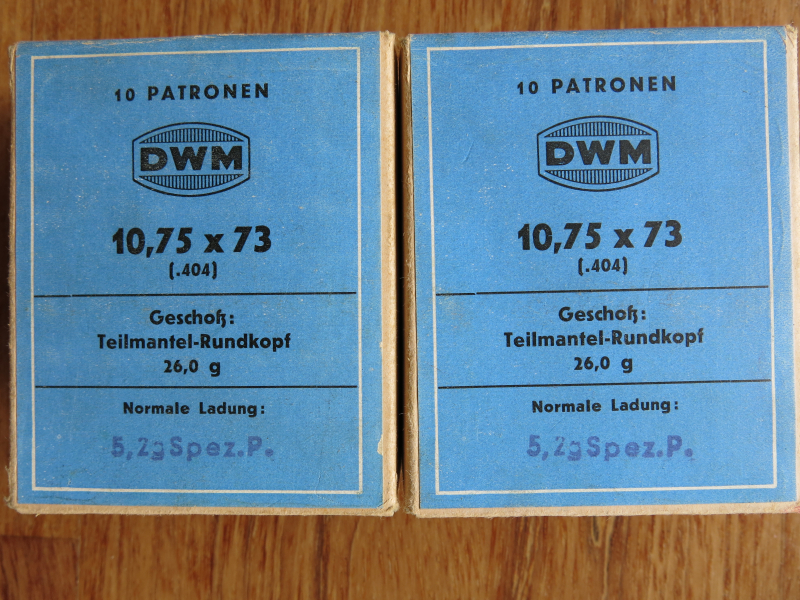 10 PATRONEN
DWM
10,75 x 73
(.404)
Geschoß:
Teilmantel-Rundkopf
26,0 g
Normale Ladung:
5,2g Spez.P.
10 PATRONEN
DWM
10,75 x 73
(.404)
Geschoß:
Teilmantel-Rundkopf
26,0 g
Normale Ladung:
5,2g Spez.P.